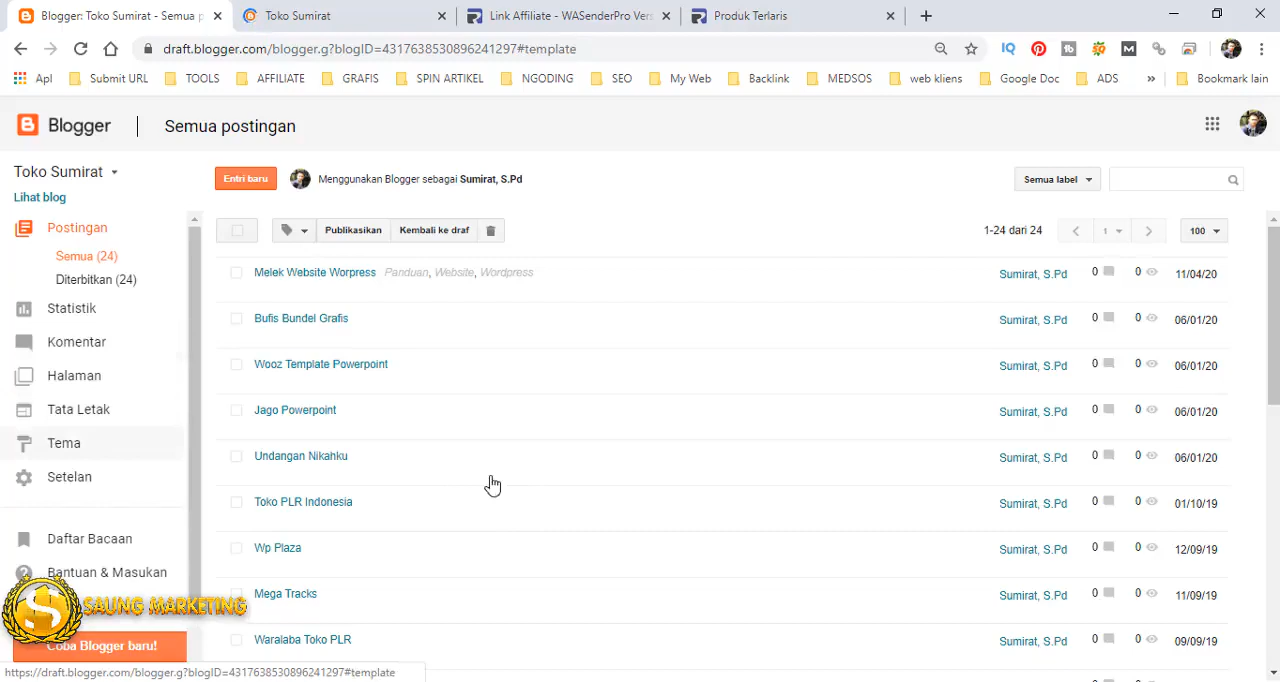 Blogger: Toko Sumirat - Semua p
Toko Sumirat
Link Affiliate - WASenderPro Vers
Produk Terlaris
draft.blogger.com/blogger.g?blogID=4317638530896241297#template
Apl
Submit URL
TOOLS
AFFILIATE
GRAFIS
SPIN ARTIKEL
NGODING
SEO
My Web
Backlink
MEDSOS
web kliens
Google Doc
ADS
»
Bookmark lain
Blogger
Semua postingan
Toko Sumirat
Lihat blog
Entri baru
Menggunakan Blogger sebagai Sumirat, S.Pd
Semua label
Postingan
Semua (24)
Diterbitkan (24)
Statistik
Komentar
Halaman
Tata Letak
Tema
Setelan
Daftar Bacaan
Bantuan & Masukan
Coba Blogger baru!
Publikasikan
Kembali ke draf
1-24 dari 24
1
100
Melek Website Worpress Panduan, Website, Wordpress Sumirat, S.Pd 0 0 11/04/20
Bufis Bundel Grafis Sumirat, S.Pd 0 0 06/01/20
Wooz Template Powerpoint Sumirat, S.Pd 0 0 06/01/20
Jago Powerpoint Sumirat, S.Pd 0 0 06/01/20
Undangan Nikahku Sumirat, S.Pd 0 0 06/01/20
Toko PLR Indonesia Sumirat, S.Pd 0 0 01/10/19
Wp Plaza Sumirat, S.Pd 0 0 12/09/19
Mega Tracks Sumirat, S.Pd 0 0 11/09/19
Waralaba Toko PLR Sumirat, S.Pd 0 0 09/09/19
SAUNG MARKETING
https://draft.blogger.com/blogger.g?blogID=4317638530896241297#template